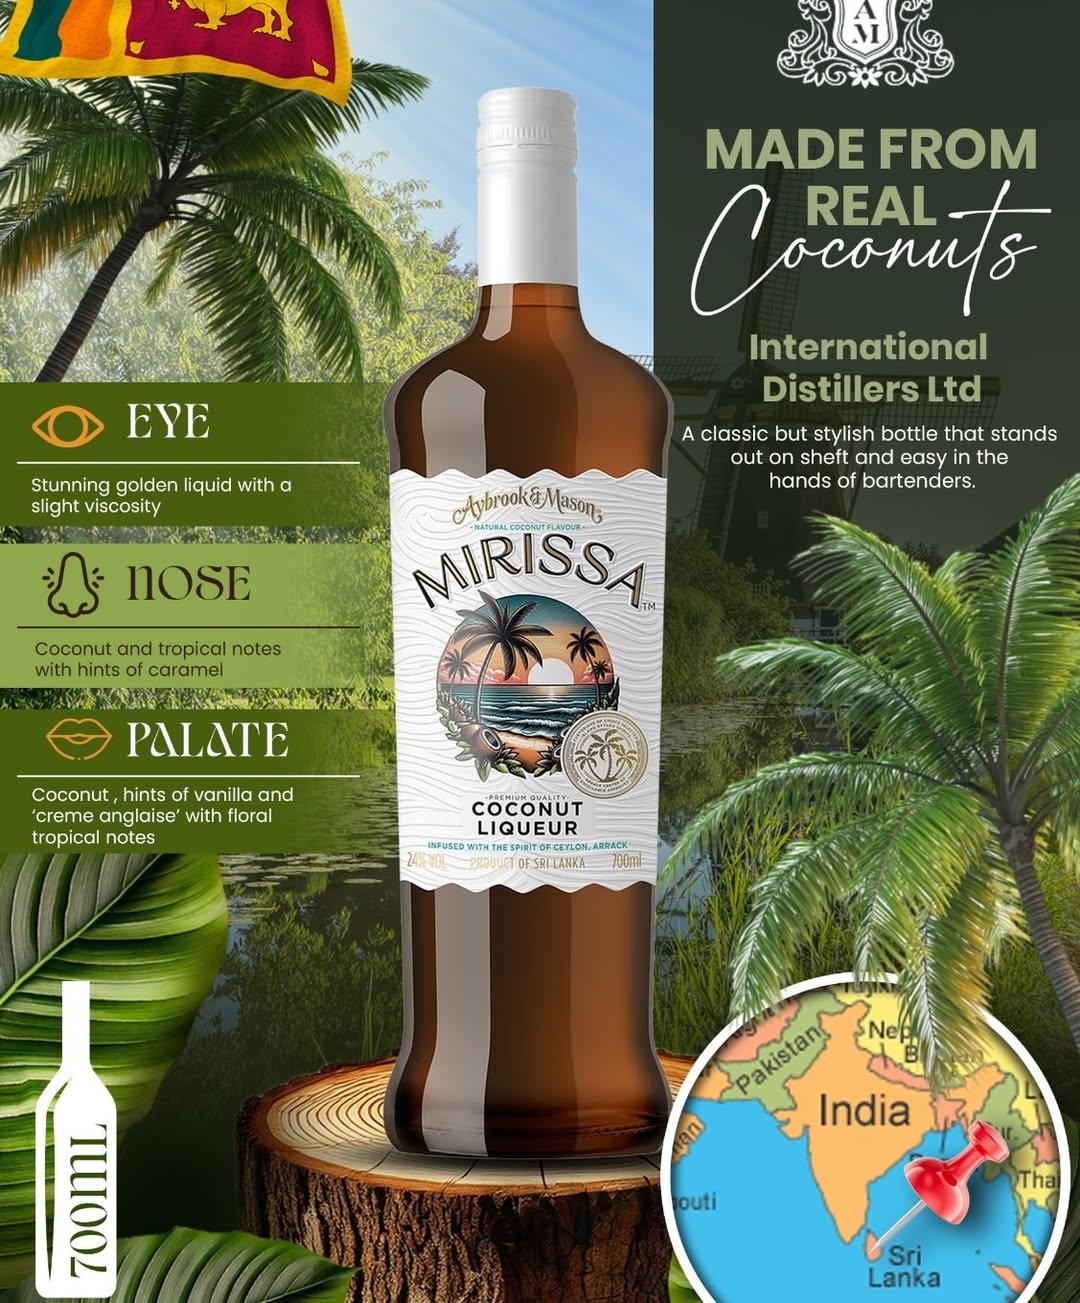 A
M
MADE FROM
REAL
Coconuts
International
Distillers Ltd
A classic but stylish bottle that stands
out on sheft and easy in the
hands of bartenders.
EYE
Stunning golden liquid with a
slight viscosity
NOSE
Coconut and tropical notes
with hints of caramel
PALATE
Coconut , hints of vanilla and
‘creme anglaise’ with floral
tropical notes
Aybrook & Mason
· NATURAL COCONUT FLAVOUR ·
MIRISSA™
·PREMIUM QUALITY·
COCONUT
LIQUEUR
INFUSED WITH THE SPIRIT OF CEYLON, ARRACK
24% VOL PRODUCT OF SRI LANKA 700ml
700ML
Pakistan
India
Sri
Lanka